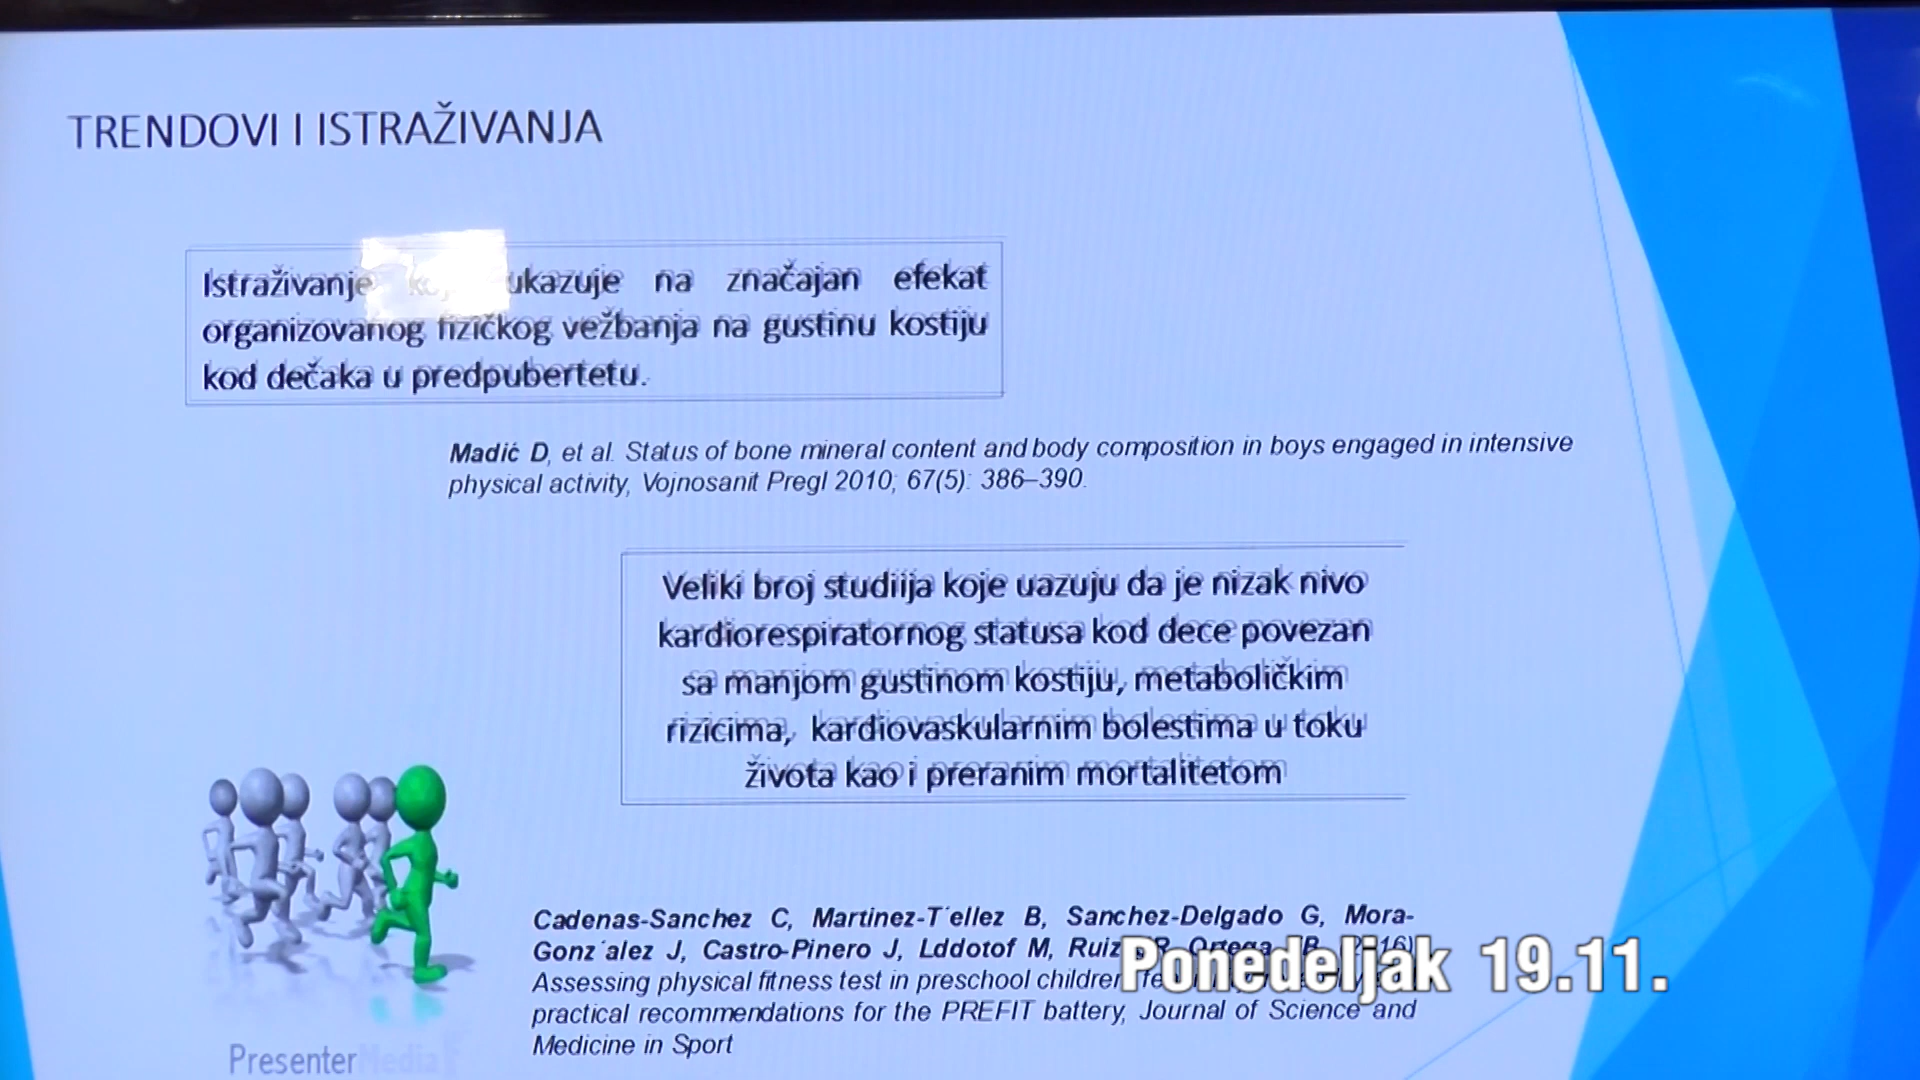 TRENDOVI I ISTRAŽIVANJA
Istraživanje ukazuje na značajan efekat
organizovanog fizičkog vežbanja na gustinu kostiju
kod dečaka u predpubertetu.
Madić D, et al. Status of bone mineral content and body composition in boys engaged in intensive
physical activity, Vojnosanit Pregl 2010; 67(5): 386–390.
Veliki broj studiija koje uazuju da je nizak nivo
kardiorespiratornog statusa kod dece povezan
sa manjom gustinom kostiju, metaboličkim
rizicima, kardiovaskularnim bolestima u toku
života kao i preranim mortalitetom
Cadenas-Sanchez C, Martinez-T´ellez B, Sanchez-Delgado G, Mora-
Gonz´alez J, Castro-Pinero J, Lddotof M, Ruiz
Assessing physical fitness test in preschool children
practical recommendations for the PREFIT battery, Journal of Science and
Medicine in Sport
Ponedeljak 19.11.
PresenterMedia